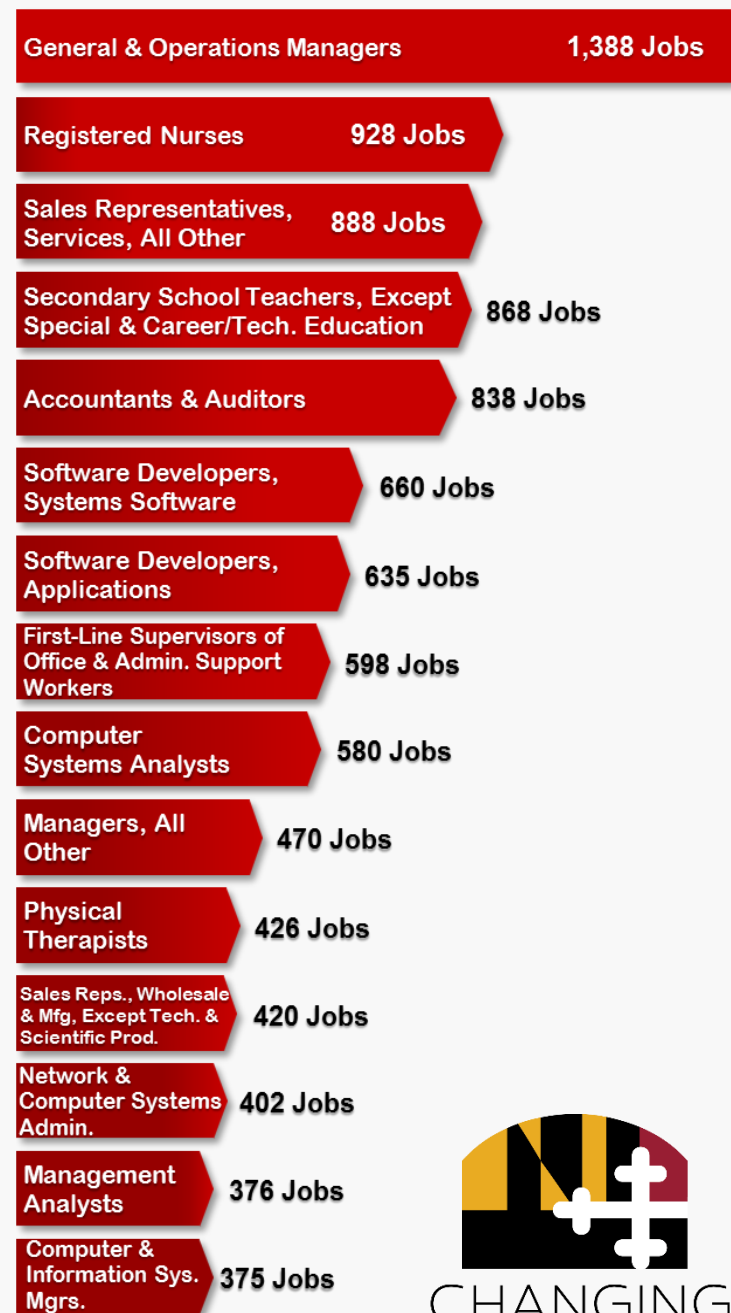 General & Operations Managers 1,388 Jobs
Registered Nurses 928 Jobs
Sales Representatives,
Services, All Other 888 Jobs
Secondary School Teachers, Except
Special & Career/Tech. Education 868 Jobs
Accountants & Auditors 838 Jobs
Software Developers,
Systems Software 660 Jobs
Software Developers,
Applications 635 Jobs
First-Line Supervisors of
Office & Admin. Support
Workers 598 Jobs
Computer
Systems Analysts 580 Jobs
Managers, All
Other 470 Jobs
Physical
Therapists 426 Jobs
Sales Reps., Wholesale
& Mfg, Except Tech. &
Scientific Prod. 420 Jobs
Network &
Computer Systems
Admin. 402 Jobs
Management
Analysts 376 Jobs
Computer &
Information Sys.
Mgrs. 375 Jobs
CHANGING